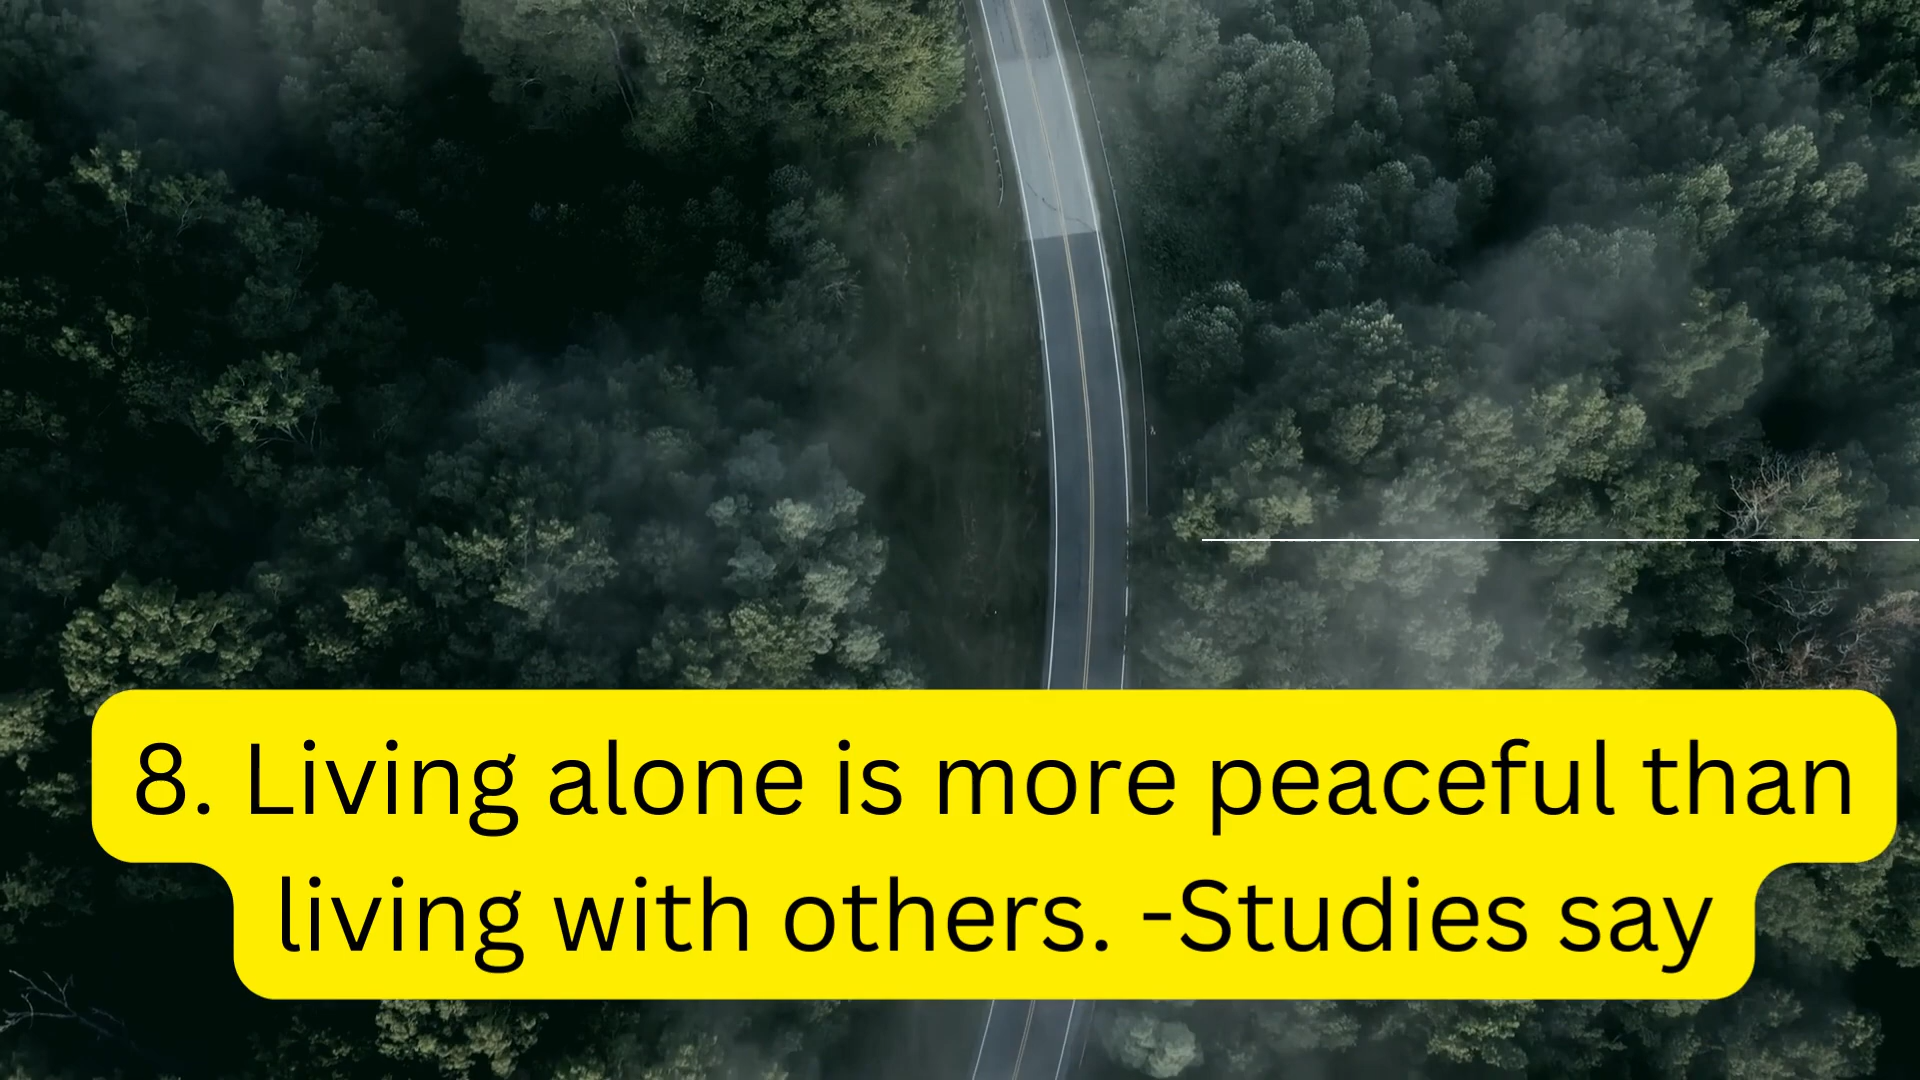 8. Living alone is more peaceful than
living with others. -Studies say